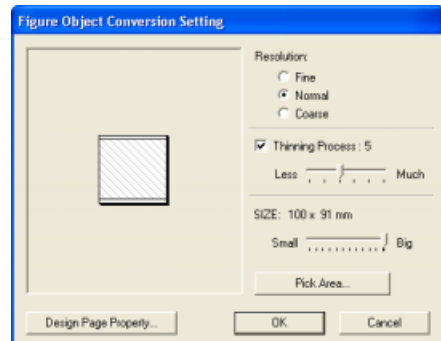 Figure Object Conversion Setting
Resolution:
Fine
Normal
Coarse
Thinning Process : 5
Less Much
SIZE: 100 x 91 mm
Small Big
Pick Area...
Design Page Property... OK Cancel